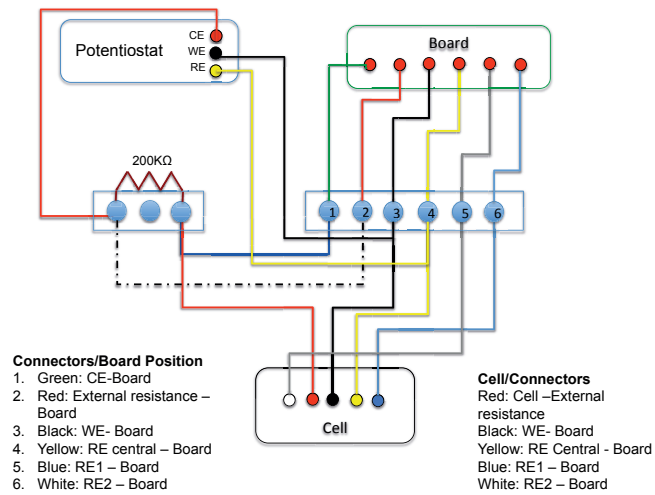 Potentiostat
CE
WE
RE
Board
200KΩ
1
2
3
4
5
6
Cell
Connectors/Board Position
1. Green: CE-Board
2. Red: External resistance –
Board
3. Black: WE- Board
4. Yellow: RE central – Board
5. Blue: RE1 – Board
6. White: RE2 – Board
Cell/Connectors
Red: Cell –External
resistance
Black: WE- Board
Yellow: RE Central - Board
Blue: RE1 – Board
White: RE2 – Board